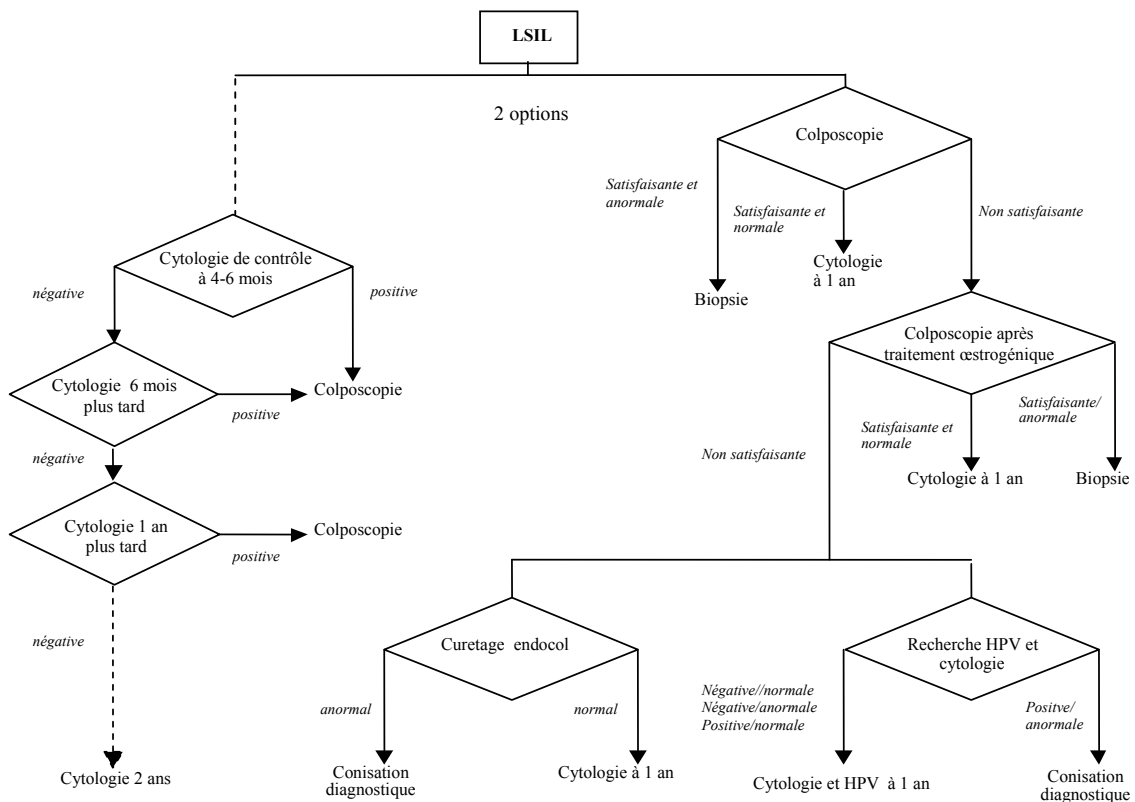 LSIL
2 options
Colposcopie
Satisfaisante et
anormale
Satisfaisante et
normale
Non satisfaisante
Biopsie
Cytologie
à 1 an
Cytologie de contrôle
à 4-6 mois
négative
positive
Colposcopie après
traitement œstrogénique
Cytologie 6 mois
plus tard
positive
Colposcopie
négative
Non satisfaisante
Satisfaisante et
normale
Satisfaisante/
anormale
Cytologie à 1 an
Biopsie
Cytologie 1 an
plus tard
positive
Colposcopie
négative
Curetage endocol
anormal
normal
Recherche HPV et
cytologie
Négative//normale
Négative/anormale
Positive/normale
Positve/
anormale
Cytologie 2 ans
Conisation
diagnostique
Cytologie à 1 an
Cytologie et HPV à 1 an
Conisation
diagnostique